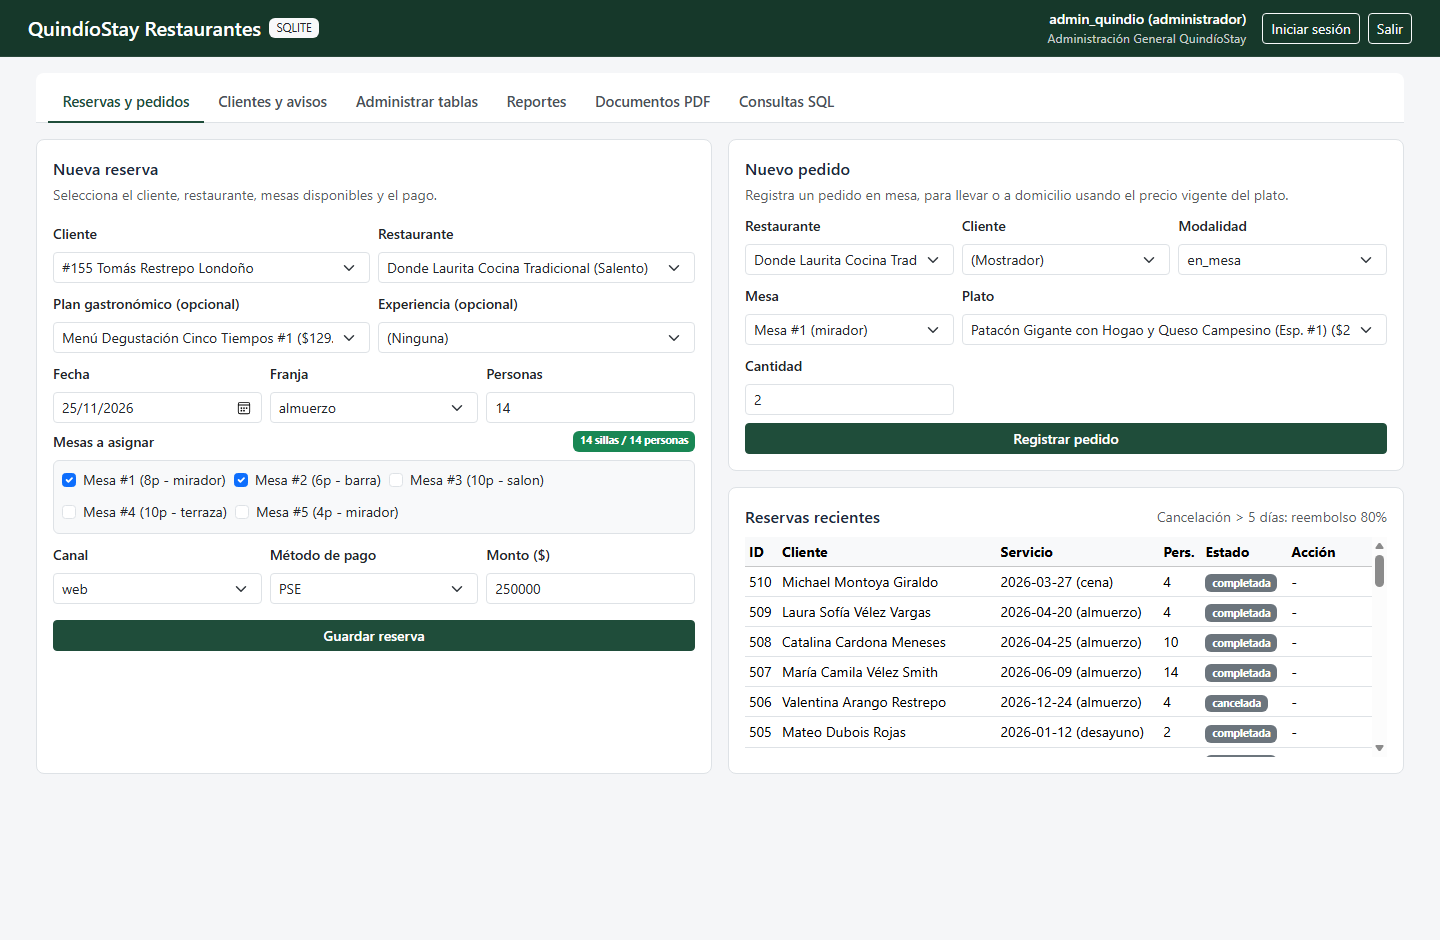 QuindíoStay Restaurantes SQLITE
admin_quindio (administrador)
Administración General QuindíoStay
Iniciar sesión
Salir
Reservas y pedidos Clientes y avisos Administrar tablas Reportes Documentos PDF Consultas SQL
Nueva reserva
Selecciona el cliente, restaurante, mesas disponibles y el pago.
Cliente Restaurante
#155 Tomás Restrepo Londoño Donde Laurita Cocina Tradicional (Salento)
Plan gastronómico (opcional) Experiencia (opcional)
Menú Degustación Cinco Tiempos #1 ($129. (Ninguna)
Fecha Franja Personas
25/11/2026 almuerzo 14
Mesas a asignar 14 sillas / 14 personas
Mesa #1 (8p - mirador) Mesa #2 (6p - barra) Mesa #3 (10p - salon)
Mesa #4 (10p - terraza) Mesa #5 (4p - mirador)
Canal Método de pago Monto ($)
web PSE 250000
Guardar reserva
Nuevo pedido
Registra un pedido en mesa, para llevar o a domicilio usando el precio vigente del plato.
Restaurante Cliente Modalidad
Donde Laurita Cocina Trad (Mostrador) en_mesa
Mesa Plato
Mesa #1 (mirador) Patacón Gigante con Hogao y Queso Campesino (Esp. #1) ($2
Cantidad
2
Registrar pedido
Reservas recientes Cancelación > 5 días: reembolso 80%
ID Cliente Servicio Pers. Estado Acción
510 Michael Montoya Giraldo 2026-03-27 (cena) 4 completada -
509 Laura Sofía Vélez Vargas 2026-04-20 (almuerzo) 4 completada -
508 Catalina Cardona Meneses 2026-04-25 (almuerzo) 10 completada -
507 María Camila Vélez Smith 2026-06-09 (almuerzo) 14 completada -
506 Valentina Arango Restrepo 2026-12-24 (almuerzo) 4 cancelada -
505 Mateo Dubois Rojas 2026-01-12 (desayuno) 2 completada -